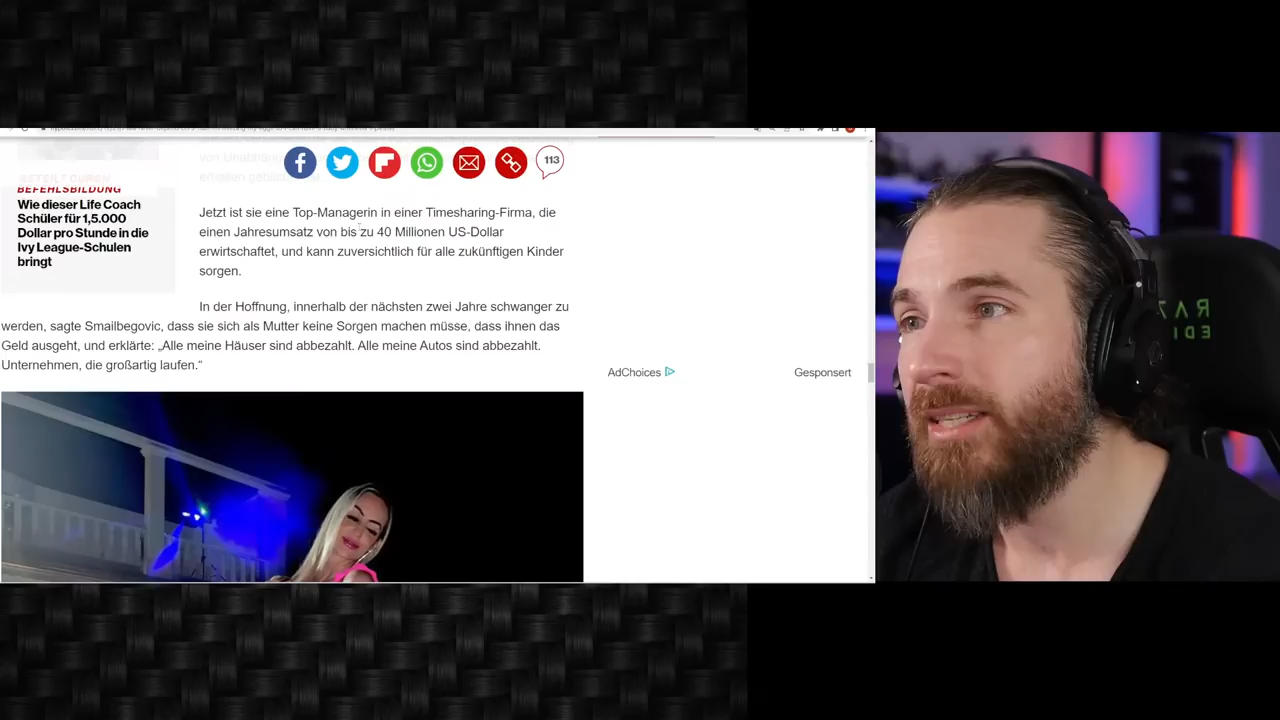 113
BEFEHLSBILDUNG
Wie dieser Life Coach
Schüler für 1,5.000
Dollar pro Stunde in die
Ivy League-Schulen
bringt
von Unabhäng
Jetzt ist sie eine Top-Managerin in einer Timesharing-Firma, die
einen Jahresumsatz von bis zu 40 Millionen US-Dollar
erwirtschaftet, und kann zuversichtlich für alle zukünftigen Kinder
sorgen.
In der Hoffnung, innerhalb der nächsten zwei Jahre schwanger zu
werden, sagte Smailbegovic, dass sie sich als Mutter keine Sorgen machen müsse, dass ihnen das
Geld ausgeht, und erklärte: „Alle meine Häuser sind abbezahlt. Alle meine Autos sind abbezahlt.
Unternehmen, die großartig laufen.“
AdChoices
Gesponsert